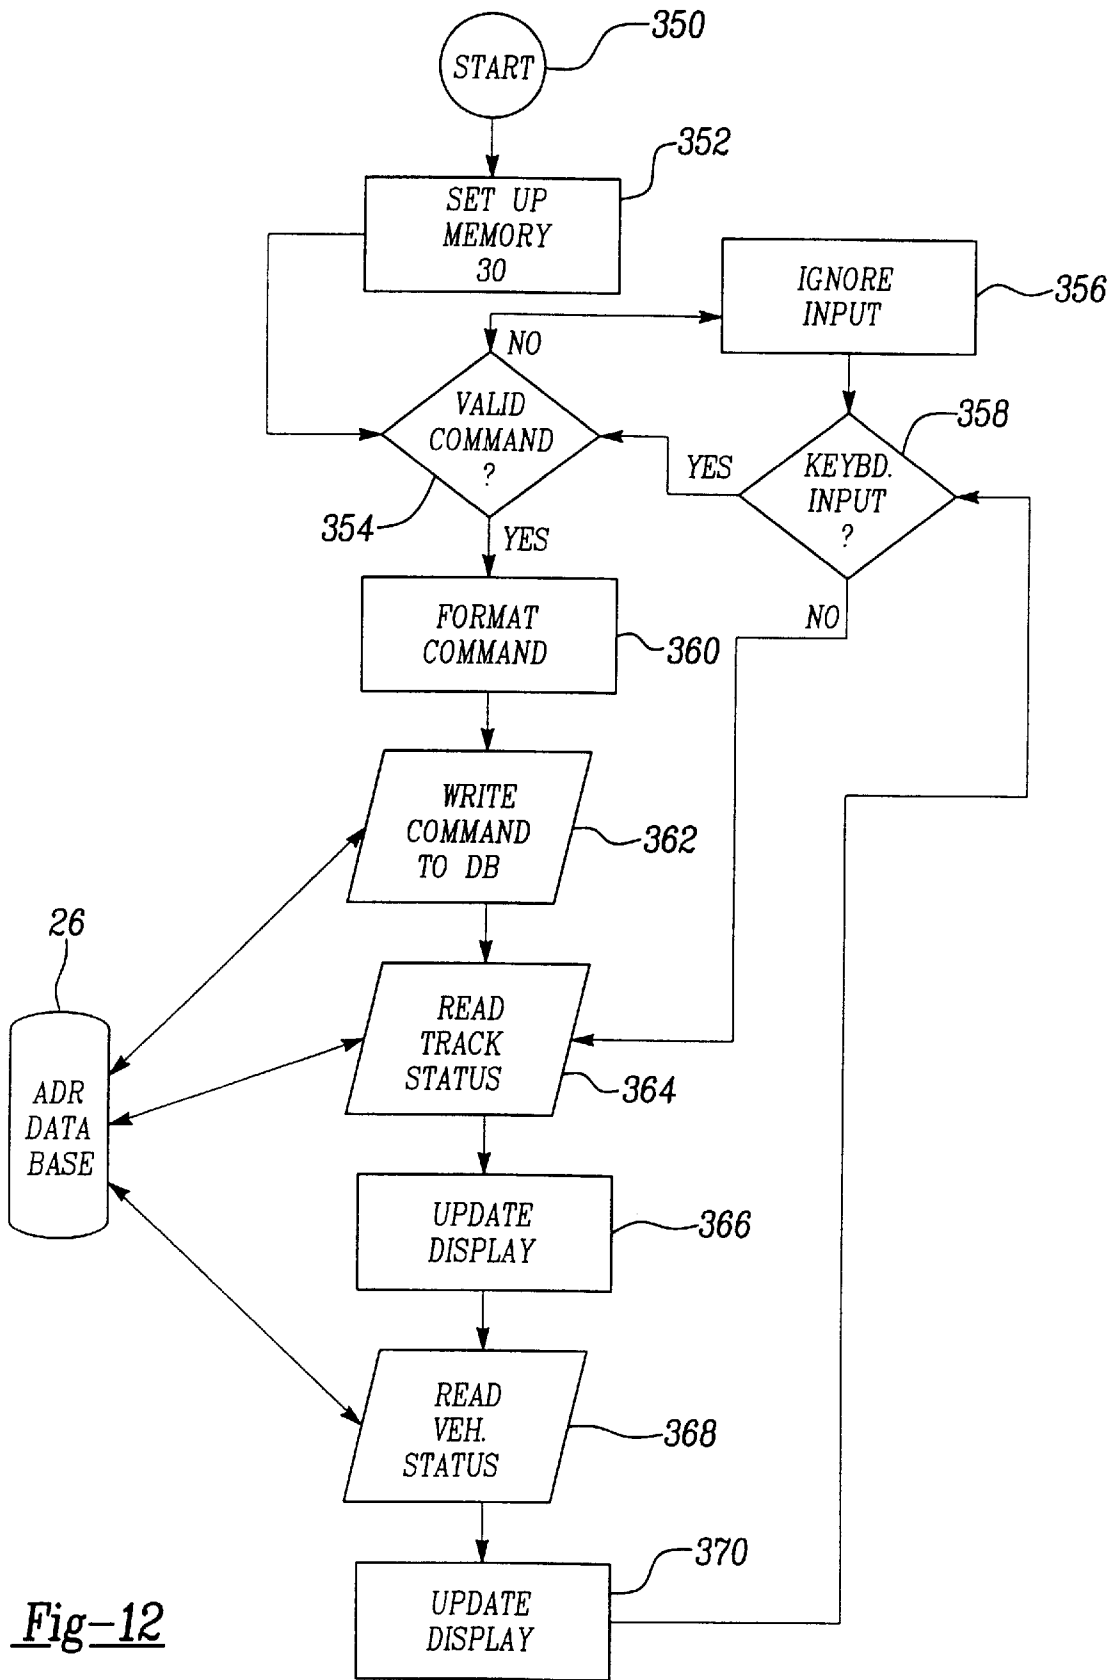 350
START
352
SET UP
MEMORY
30
IGNORE
INPUT
356
NO
VALID
COMMAND
?
354
358
KEYBD.
INPUT
?
YES
YES
NO
FORMAT
COMMAND
360
WRITE
COMMAND
TO DB
362
26
ADR
DATA
BASE
READ
TRACK
STATUS
364
UPDATE
DISPLAY
366
READ
VEH.
STATUS
368
UPDATE
DISPLAY
370
Fig-12